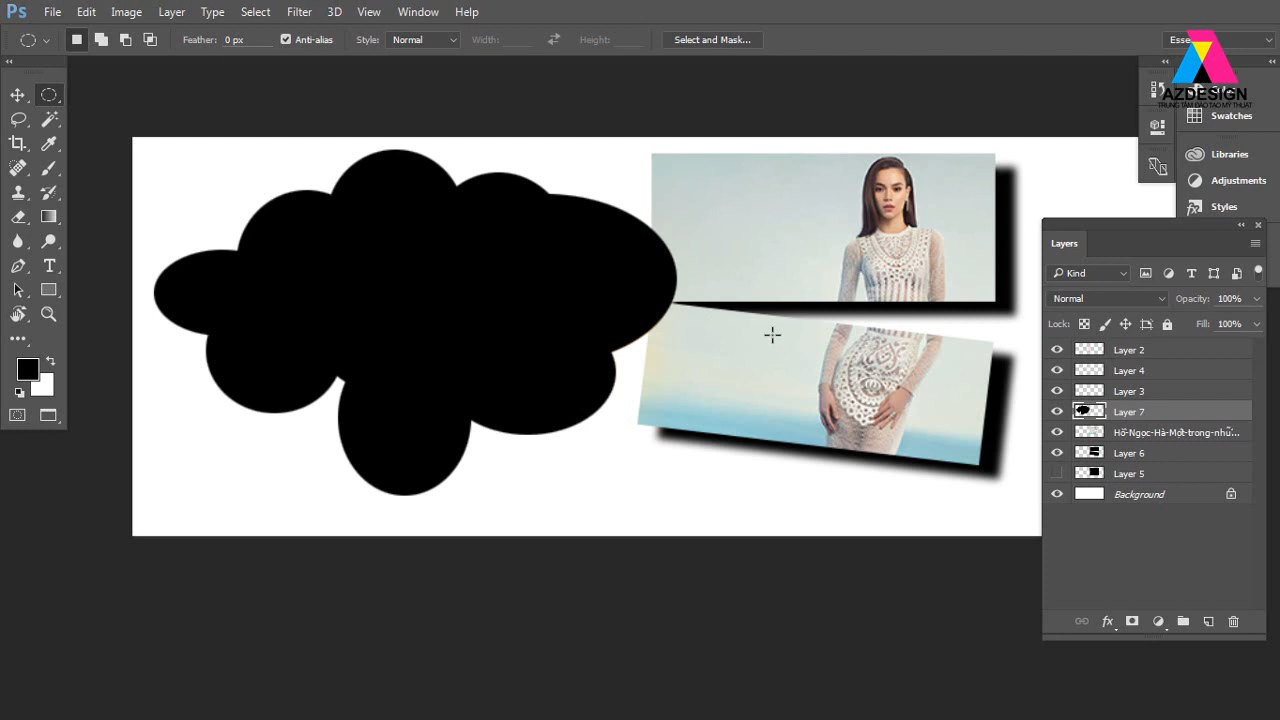 Ps File Edit Image Layer Type Select Filter 3D View Window Help
Feather: 0 px Anti-alias Style: Normal Width: Height: Select and Mask... Esse
AZDESIGN
TRUNG TÂM ĐÀO TẠO MỸ THUẬT
Swatches
Libraries
Adjustments
Styles
Layers
Kind
Normal Opacity: 100%
Lock: Fill: 100%
Layer 2
Layer 4
Layer 3
Layer 7
Hồ-Ngọc-Hà-Một-trong-nhữ...
Layer 6
Layer 5
Background
fx